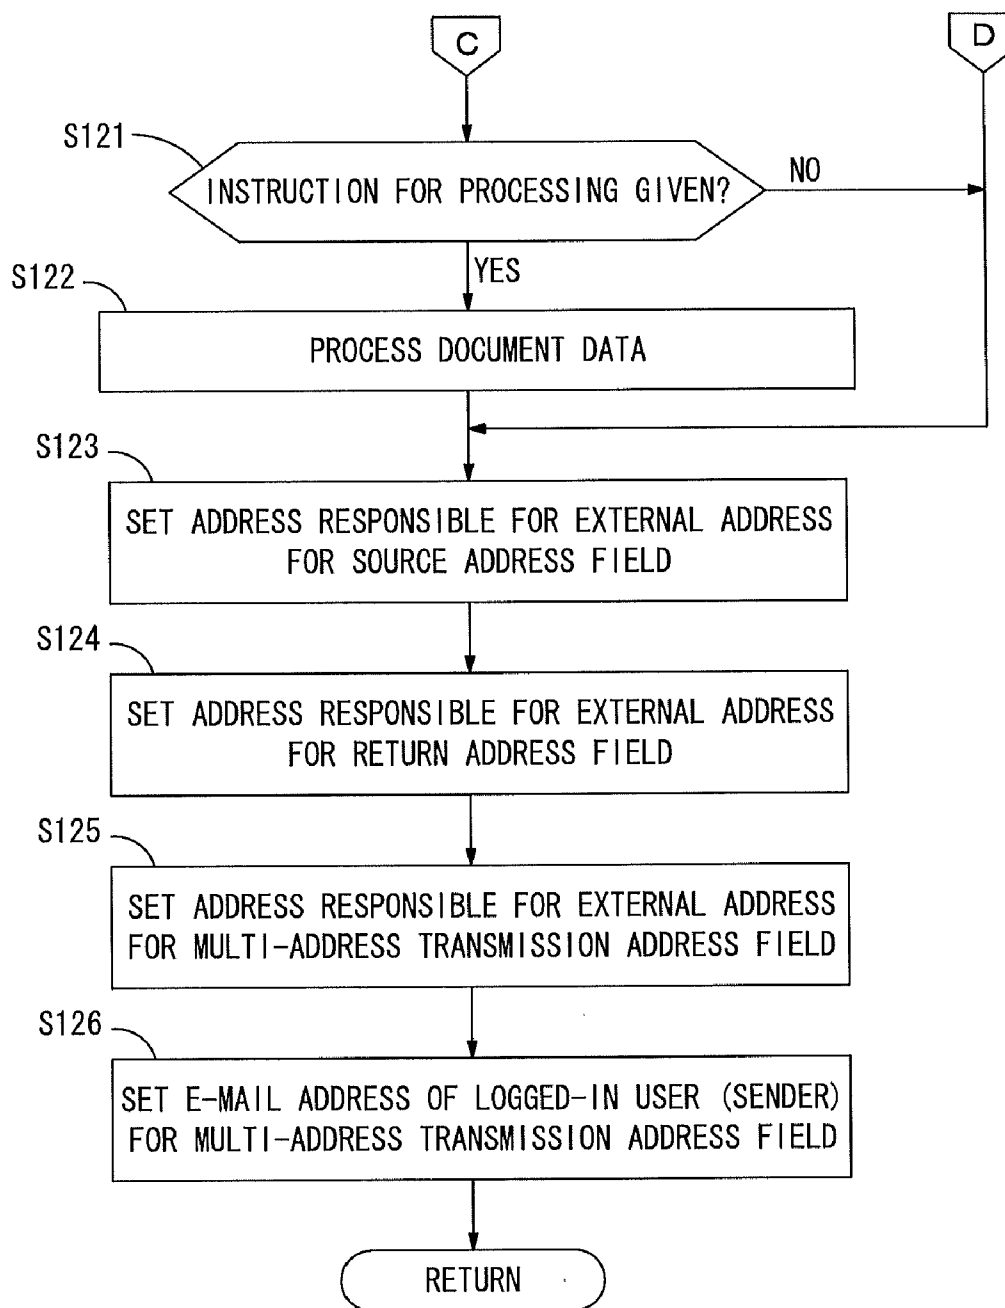 C
D
S121
INSTRUCTION FOR PROCESSING GIVEN?
NO
YES
S122
PROCESS DOCUMENT DATA
S123
SET ADDRESS RESPONSIBLE FOR EXTERNAL ADDRESS
FOR SOURCE ADDRESS FIELD
S124
SET ADDRESS RESPONSIBLE FOR EXTERNAL ADDRESS
FOR RETURN ADDRESS FIELD
S125
SET ADDRESS RESPONSIBLE FOR EXTERNAL ADDRESS
FOR MULTI-ADDRESS TRANSMISSION ADDRESS FIELD
S126
SET E-MAIL ADDRESS OF LOGGED-IN USER (SENDER)
FOR MULTI-ADDRESS TRANSMISSION ADDRESS FIELD
RETURN